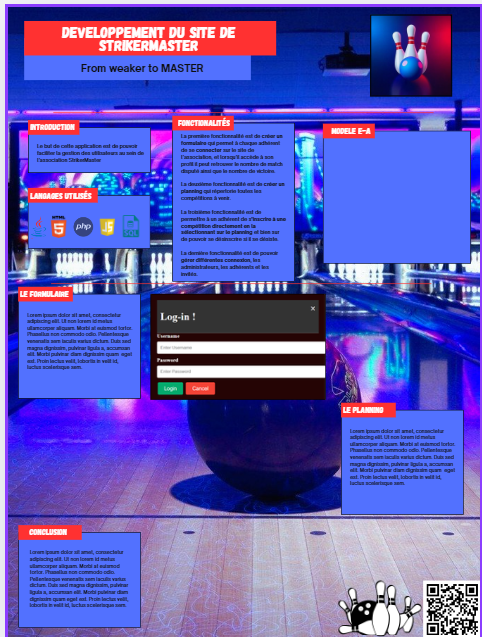 DEVELOPPEMENT DU SITE DE
STRIKERMASTER
From weaker to MASTER
INTRODUCTION
Le but de cette application est de pouvoir
faciliter la gestion des utilisateurs au sein de
l'association StrikerMaster
LANGAGES UTILISÉS
HTML
5
php
JS
SQL
FONCTIONALITÉS
La première fonctionalité est de créer un
formulaire qui permet à chaque adhérent
de se connecter sur le site de
l'association, et lorsqu'il accède à son
profil il peut retrouver le nombre de match
disputé ainsi que le nombre de victoire.
La deuxième fonctionalité est de créer un
planning qui répertorie toutes les
compétitions à venir.
La troisième fonctionalité est de
permettre à un adhérent de s'inscrire à une
compétition directement en la
sélectionnant sur le planning et bien sur
de pouvoir se désinscrire si il se désiste.
La dernière fonctionalité est de pouvoir
gérer différentes connexion, les
administrateurs, les adhérents et les
invités.
MODELE E-A
LE FORMULAIRE
Lorem ipsum dolor sit amet, consectetur
adipiscing elit. Ut non lorem id metus
ullamcorper aliquam. Morbi at euismod tortor.
Phasellus non commodo odio. Pellentesque
venenatis sem iaculis varius dictum. Duis sed
magna dignissim, pulvinar ligula a, accumsan
elit. Morbi pulvinar diam dignissim quam eget
est. Proin lectus velit, lobortis in velit id,
luctus scelerisque sem.
Log-in !
×
Username
Enter Username
Password
Enter Password
Login
Cancel
LE PLANNING
Lorem ipsum dolor sit amet, consectetur
adipiscing elit. Ut non lorem id metus
ullamcorper aliquam. Morbi at euismod tortor.
Phasellus non commodo odio. Pellentesque
venenatis sem iaculis varius dictum. Duis sed
magna dignissim, pulvinar ligula a, accumsan
elit. Morbi pulvinar diam dignissim quam eget
est. Proin lectus velit, lobortis in velit id,
luctus scelerisque sem.
CONCLUSION
Lorem ipsum dolor sit amet, consectetur
adipiscing elit. Ut non lorem id metus
ullamcorper aliquam. Morbi at euismod
tortor. Phasellus non commodo odio.
Pellentesque venenatis sem iaculis varius
dictum. Duis sed magna dignissim, pulvinar
ligula a, accumsan elit. Morbi pulvinar diam
dignissim quam eget est. Proin lectus velit,
lobortis in velit id, luctus scelerisque sem.